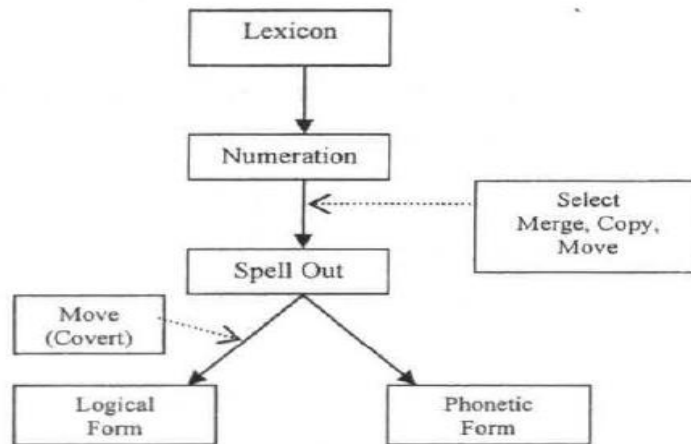 Lexicon
Numeration
Select
Merge, Copy,
Move
Spell Out
Move
(Covert)
Logical
Form
Phonetic
Form